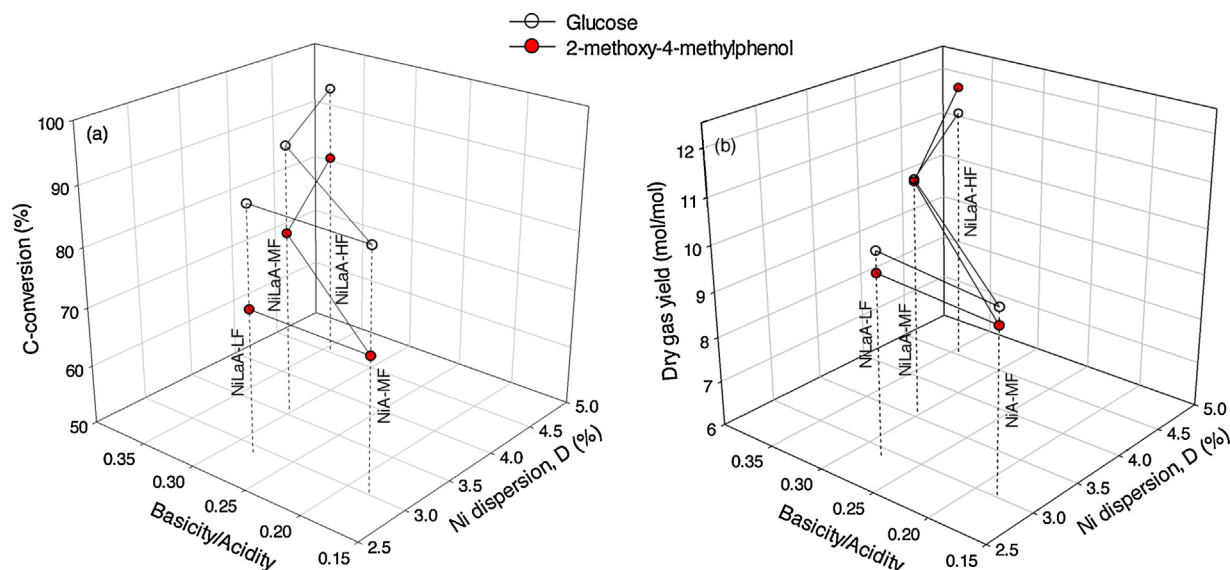 Glucose
2-methoxy-4-methylphenol
(a)
C-conversion (%)
100
90
80
70
60
50
NiLaA-LF
NiLaA-MF
NiLaA-HF
NiA-MF
0.35
0.30
0.25
0.20
0.15
Basicity/Acidity
2.5
3.0
3.5
4.0
4.5
5.0
Ni dispersion, D (%)
(b)
Dry gas yield (mol/mol)
12
11
10
9
8
7
6
NiLaA-LF
NiLaA-MF
NiLaA-HF
NiA-MF
0.35
0.30
0.25
0.20
0.15
Basicity/Acidity
2.5
3.0
3.5
4.0
4.5
5.0
Ni dispersion, D (%)